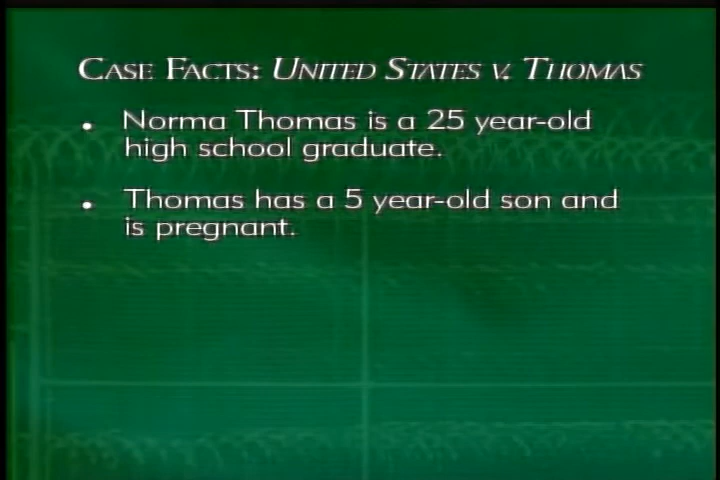 CASE FACTS: UNITED STATES V. THOMAS
• Norma Thomas is a 25 year-old
high school graduate.
• Thomas has a 5 year-old son and
is pregnant.